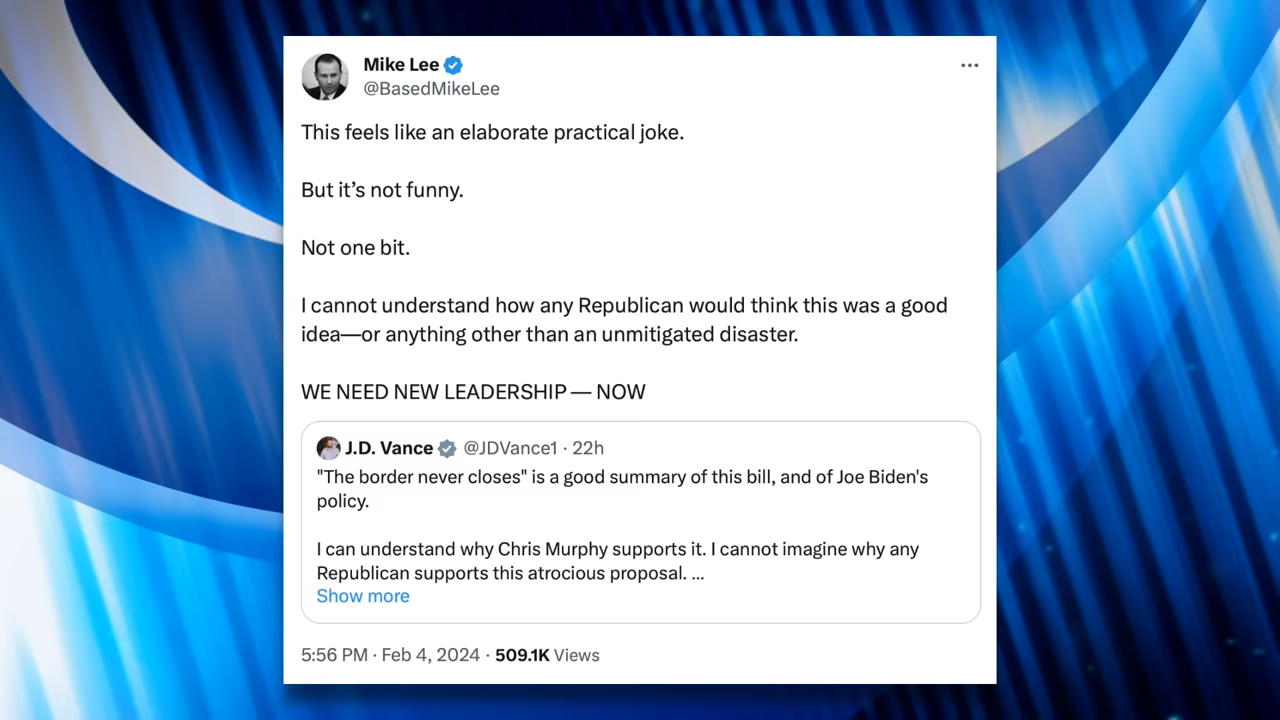 Mike Lee
@BasedMikeLee
This feels like an elaborate practical joke.
But it’s not funny.
Not one bit.
I cannot understand how any Republican would think this was a good
idea—or anything other than an unmitigated disaster.
WE NEED NEW LEADERSHIP — NOW
J.D. Vance @JDVance1 · 22h
"The border never closes" is a good summary of this bill, and of Joe Biden's
policy.
I can understand why Chris Murphy supports it. I cannot imagine why any
Republican supports this atrocious proposal. ...
Show more
5:56 PM · Feb 4, 2024 · 509.1K Views